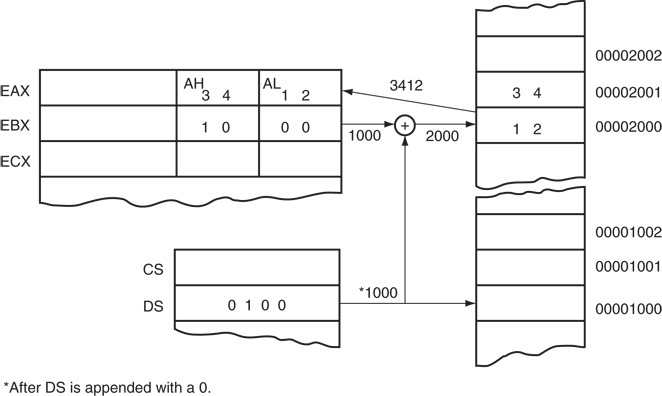 00002002
AH AL
EAX 3 4 1 2 3412 3 4 00002001
EBX 1 0 0 0 1000 + 2000 1 2 00002000
ECX
00001002
CS 00001001
DS 0 1 0 0 *1000 00001000
*After DS is appended with a 0.